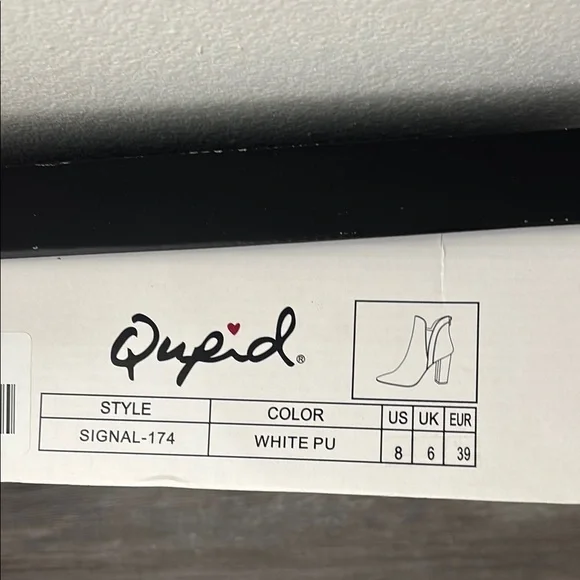 Qupid®
STYLE COLOR US UK EUR
SIGNAL-174 WHITE PU 8 6 39